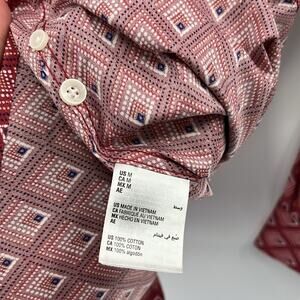 US M
CA M
MX M
AE
وسط
US MADE IN VIETNAM
CA FABRIQUÉ AU VIETNAM
MX HECHO EN VIETNAM
AE
صنع في فيتنام
US 100% COTTON
CA 100% COTON
MX 100% algodón